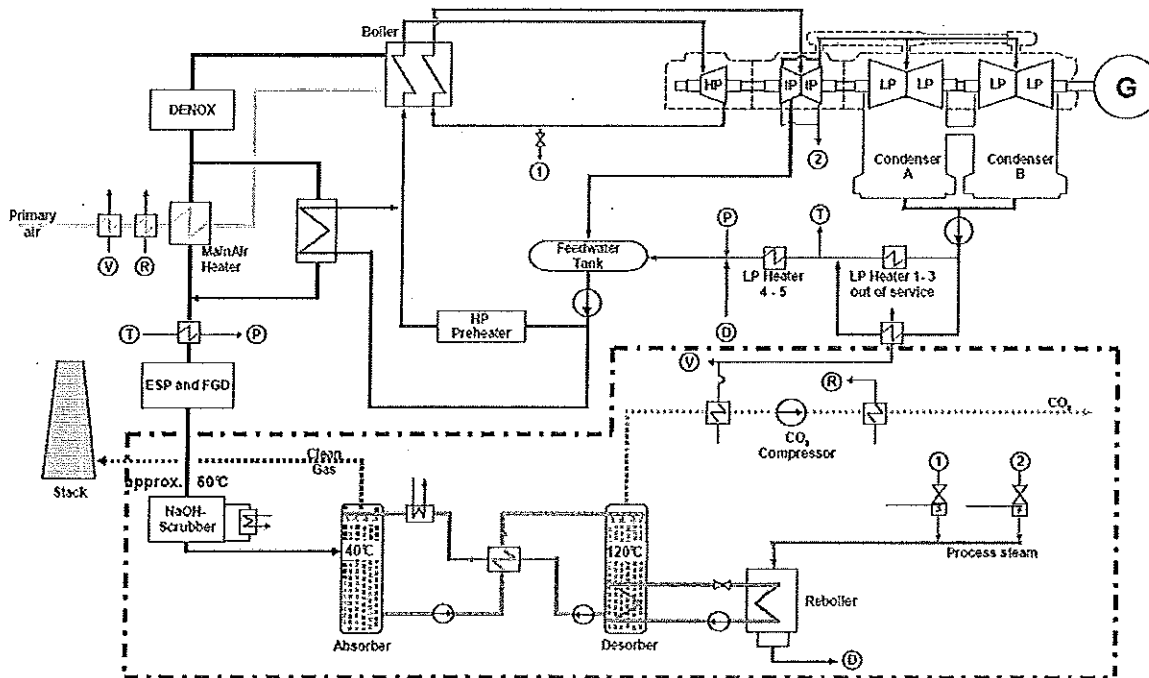 Boiler
HP
IP
IP
LP
LP
LP
LP
G
DENOX
1
2
Condenser
A
Condenser
B
Primary
air
V
R
Main Air
Heater
Feedwater
Tank
P
T
LP Heater
4 - 5
LP Heater 1 - 3
out of service
HP
Preheater
D
T
P
V
R
ESP and FGD
CO₂
CO₂
Compressor
Clean
Gas
Stack
approx. 60°C
NaOH-
Scrubber
40°C
120°C
1
2
Process steam
Reboiler
Absorber
Desorber
D